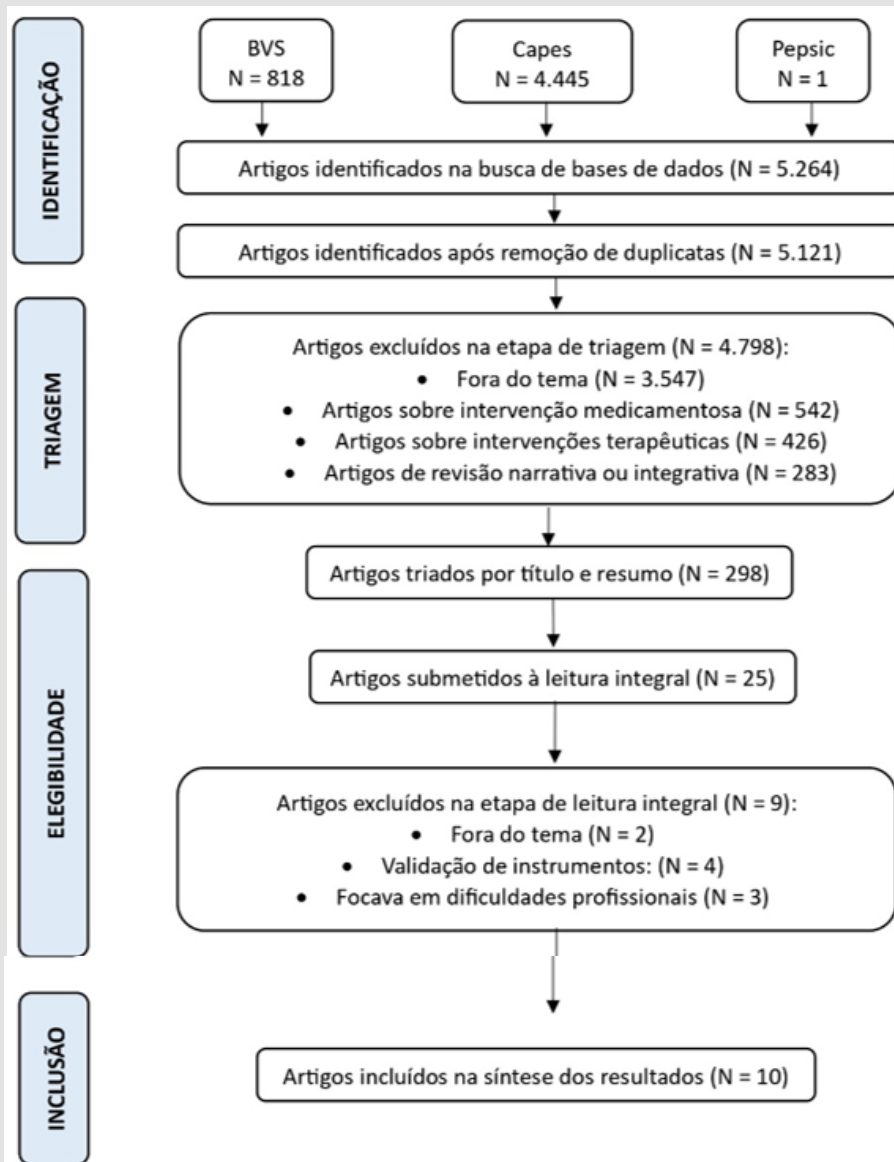 IDENTIFICAÇÃO
BVS
N = 818
Capes
N = 4.445
Pepsic
N = 1
Artigos identificados na busca de bases de dados (N = 5.264)
Artigos identificados após remoção de duplicatas (N = 5.121)
TRIAGEM
Artigos excluídos na etapa de triagem (N = 4.798):
• Fora do tema (N = 3.547)
• Artigos sobre intervenção medicamentosa (N = 542)
• Artigos sobre intervenções terapêuticas (N = 426)
• Artigos de revisão narrativa ou integrativa (N = 283)
Artigos triados por título e resumo (N = 298)
ELEGIBILIDADE
Artigos submetidos à leitura integral (N = 25)
Artigos excluídos na etapa de leitura integral (N = 9):
• Fora do tema (N = 2)
• Validação de instrumentos: (N = 4)
• Focava em dificuldades profissionais (N = 3)
INCLUSÃO
Artigos incluídos na síntese dos resultados (N = 10)